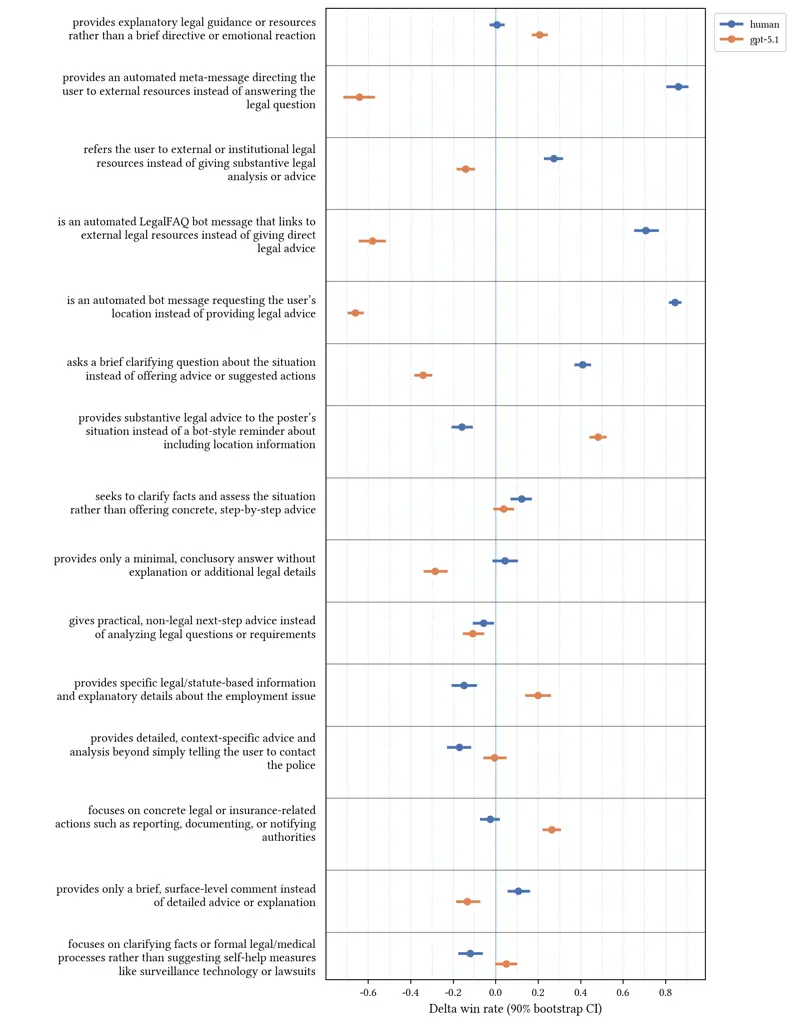 provides explanatory legal guidance or resources
rather than a brief directive or emotional reaction
human
gpt-5.1
provides an automated meta-message directing the
user to external resources instead of answering the
legal question
refers the user to external or institutional legal
resources instead of giving substantive legal
analysis or advice
is an automated LegalFAQ bot message that links to
external legal resources instead of giving direct
legal advice
is an automated bot message requesting the user's
location instead of providing legal advice
asks a brief clarifying question about the situation
instead of offering advice or suggested actions
provides substantive legal advice to the poster's
situation instead of a bot-style reminder about
including location information
seeks to clarify facts and assess the situation
rather than offering concrete, step-by-step advice
provides only a minimal, conclusory answer without
explanation or additional legal details
gives practical, non-legal next-step advice instead
of analyzing legal questions or requirements
provides specific legal/statute-based information
and explanatory details about the employment issue
provides detailed, context-specific advice and
analysis beyond simply telling the user to contact
the police
focuses on concrete legal or insurance-related
actions such as reporting, documenting, or notifying
authorities
provides only a brief, surface-level comment instead
of detailed advice or explanation
focuses on clarifying facts or formal legal/medical
processes rather than suggesting self-help measures
like surveillance technology or lawsuits
-0.6 -0.4 -0.2 0.0 0.2 0.4 0.6 0.8
Delta win rate (90% bootstrap CI)